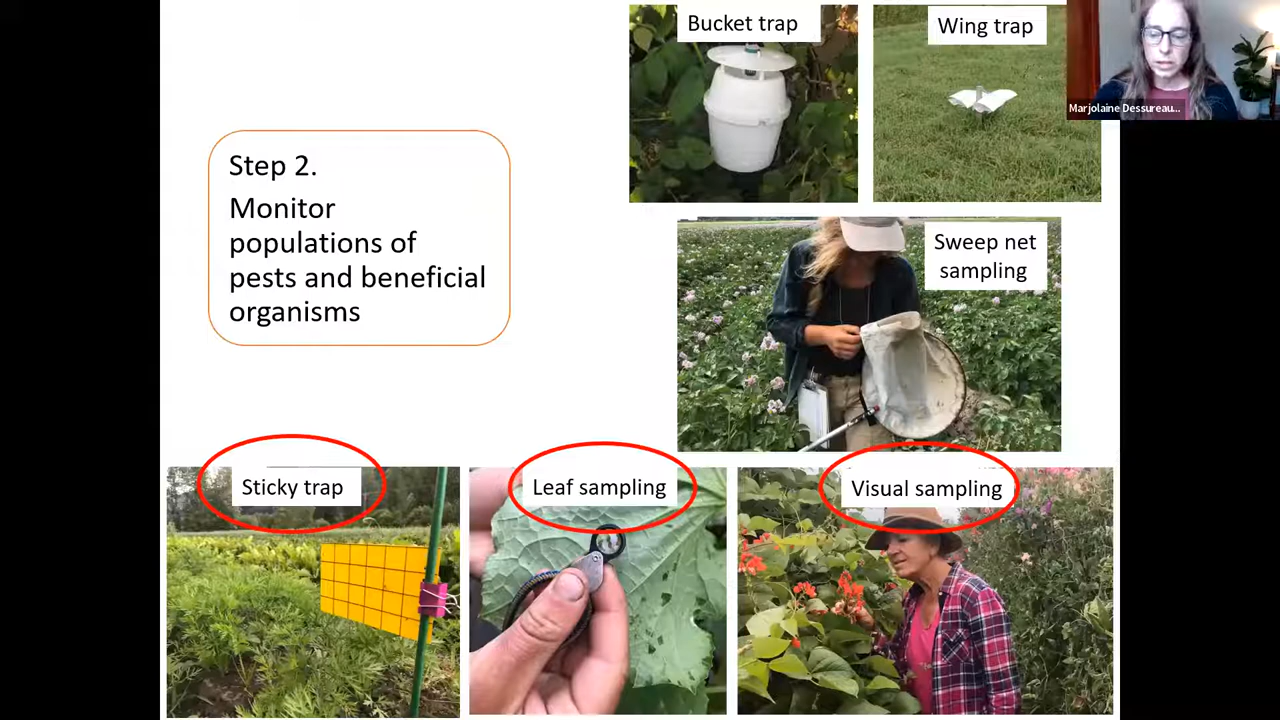 Bucket trap
Wing trap
Marjolaine Dessureau...
Step 2.
Monitor
populations of
pests and beneficial
organisms
Sweep net
sampling
Sticky trap
Leaf sampling
Visual sampling